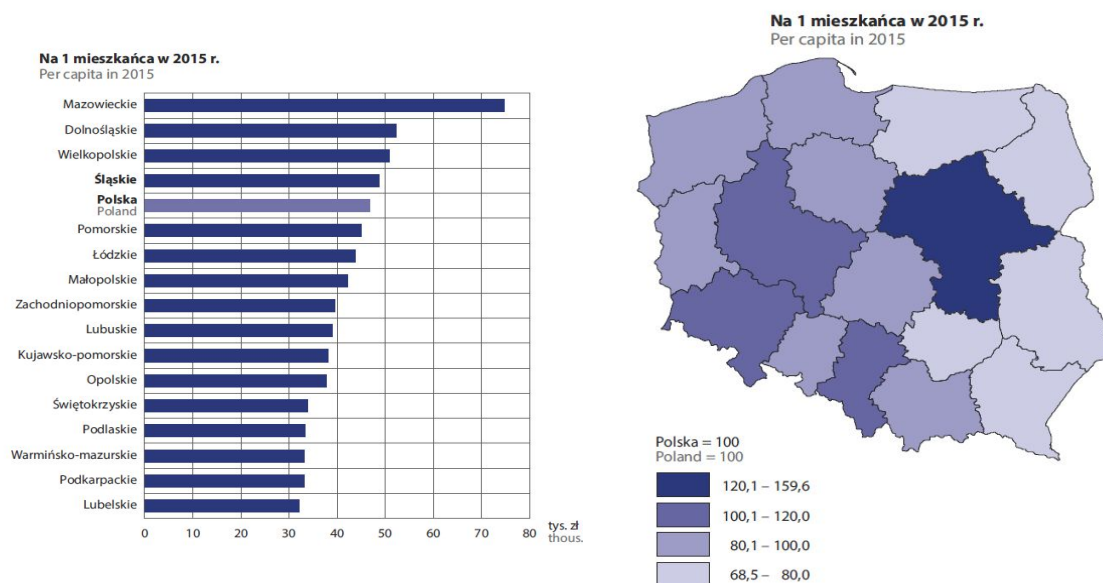 Na 1 mieszkańca w 2015 r.
Per capita in 2015
Mazowieckie
Dolnośląskie
Wielkopolskie
Śląskie
Polska
Poland
Pomorskie
Łódzkie
Małopolskie
Zachodniopomorskie
Lubuskie
Kujawsko-pomorskie
Opolskie
Świętokrzyskie
Podlaskie
Warmińsko-mazurskie
Podkarpackie
Lubelskie
0 10 20 30 40 50 60 70 80 tys. zł
thous.
Na 1 mieszkańca w 2015 r.
Per capita in 2015
Polska = 100
Poland = 100
120,1 – 159,6
100,1 – 120,0
80,1 – 100,0
68,5 – 80,0